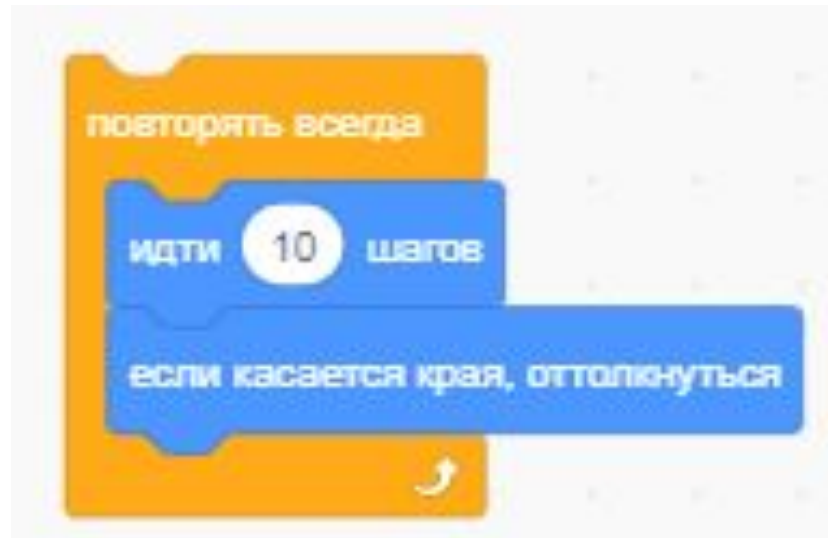 повторять всегда
идти 10 шагов
если касается края, оттолкнуться